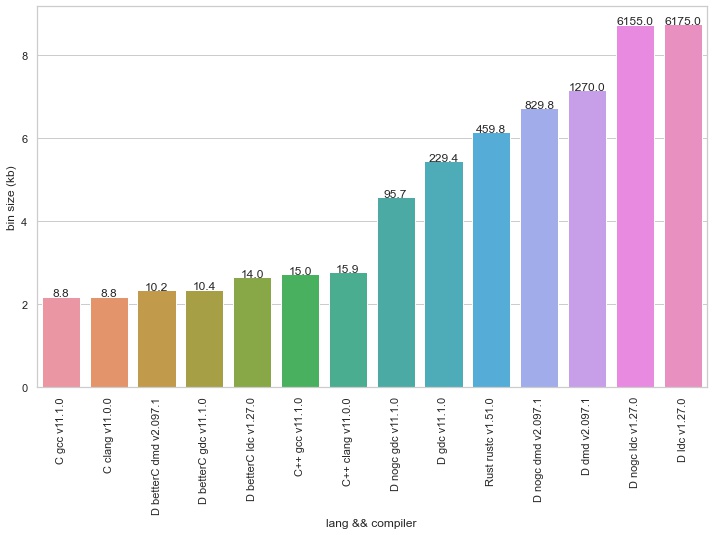 6155.0 6175.0
8
1270.0
829.8
6
459.8
229.4
bin size (kb)
95.7
4
14.0 15.0 15.9
8.8 8.8 10.2 10.4
2
0
C gcc v11.1.0
C clang v11.0.0
D betterC dmd v2.097.1
D betterC gdc v11.1.0
D betterC ldc v1.27.0
C++ gcc v11.1.0
C++ clang v11.0.0
D nogc gdc v11.1.0
D gdc v11.1.0
Rust rustc v1.51.0
D nogc dmd v2.097.1
D dmd v2.097.1
D nogc ldc v1.27.0
D ldc v1.27.0
lang && compiler